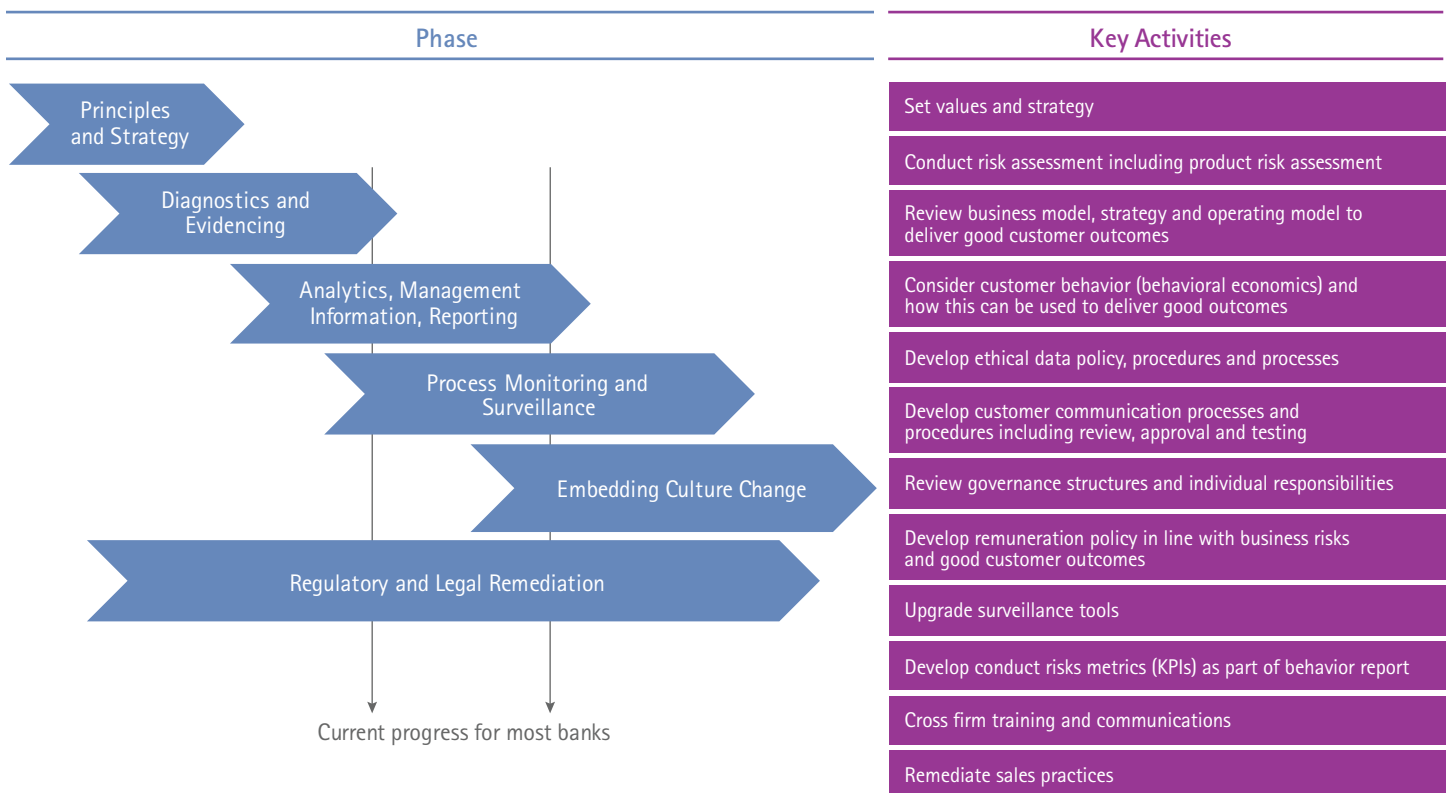 Phase
Key Activities
Principles
and Strategy
Diagnostics and
Evidencing
Analytics, Management
Information, Reporting
Process Monitoring and
Surveillance
Embedding Culture Change
Regulatory and Legal Remediation
Current progress for most banks
Set values and strategy
Conduct risk assessment including product risk assessment
Review business model, strategy and operating model to
deliver good customer outcomes
Consider customer behavior (behavioral economics) and
how this can be used to deliver good outcomes
Develop ethical data policy, procedures and processes
Develop customer communication processes and
procedures including review, approval and testing
Review governance structures and individual responsibilities
Develop remuneration policy in line with business risks
and good customer outcomes
Upgrade surveillance tools
Develop conduct risks metrics (KPIs) as part of behavior report
Cross firm training and communications
Remediate sales practices